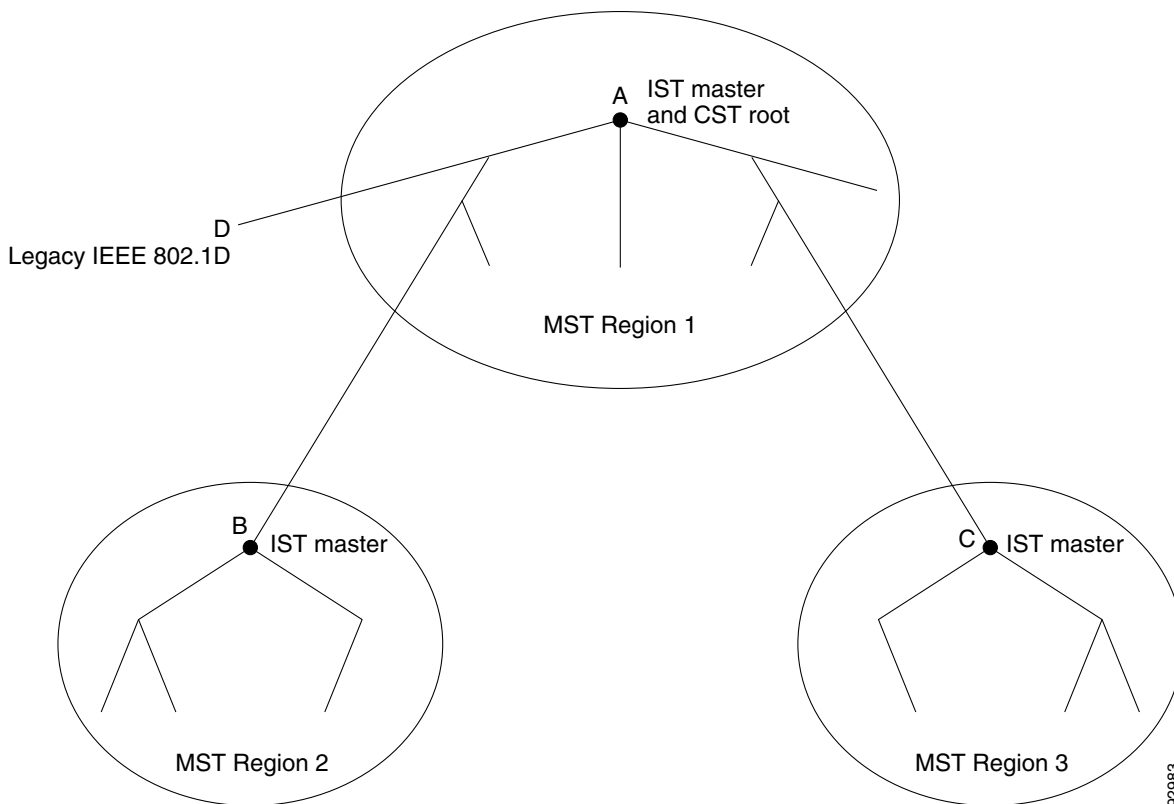 A
IST master
and CST root
D
Legacy IEEE 802.1D
MST Region 1
B
IST master
C
IST master
MST Region 2
MST Region 3